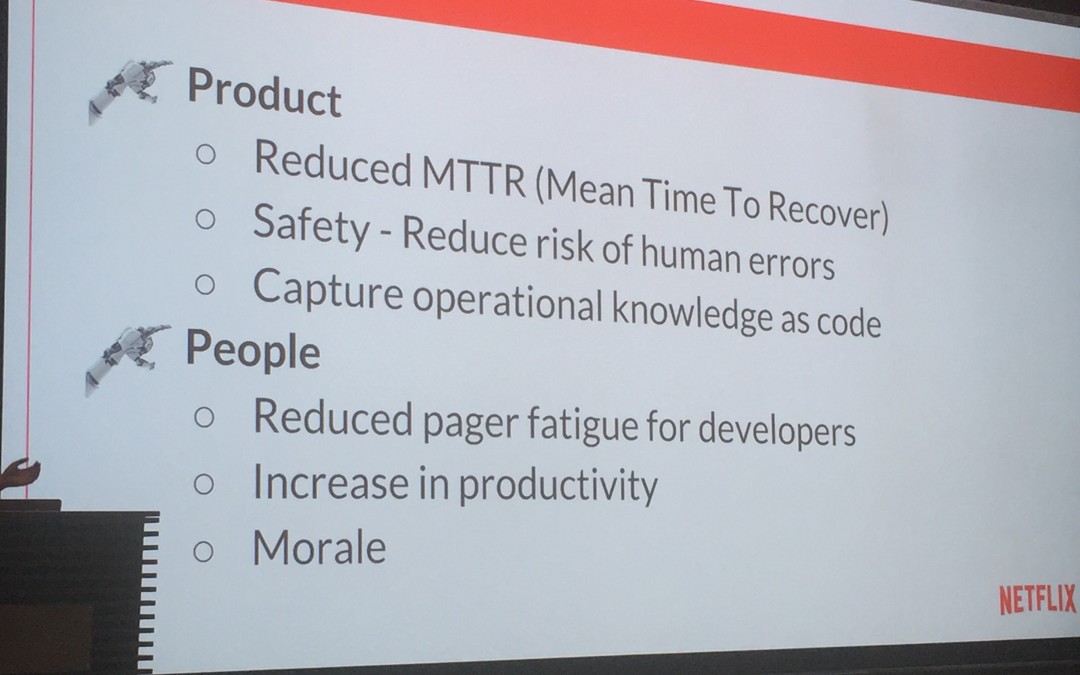 Product
Reduced MTTR (Mean Time To Recover)
Safety - Reduce risk of human errors
Capture operational knowledge as code
People
Reduced pager fatigue for developers
Increase in productivity
Morale
NETFLIX